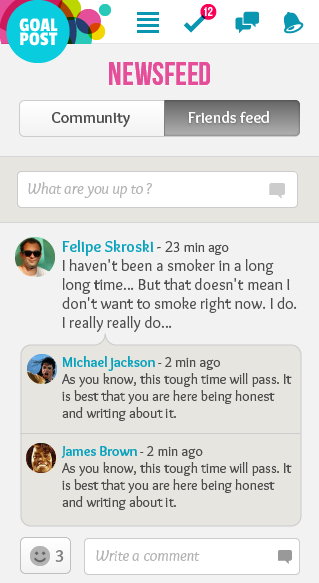 GOAL
POST
12
NEWSFEED
Community
Friends feed
What are you up to ?
Felipe Skroski - 23 min ago
I haven't been a smoker in a long
long time... But that doesn't mean I
don't want to smoke right now. I do.
I really really do...
Michael Jackson - 2 min ago
As you know, this tough time will pass. It
is best that you are here being honest
and writing about it.
James Brown - 2 min ago
As you know, this tough time will pass. It
is best that you are here being honest
and writing about it.
3
Write a comment